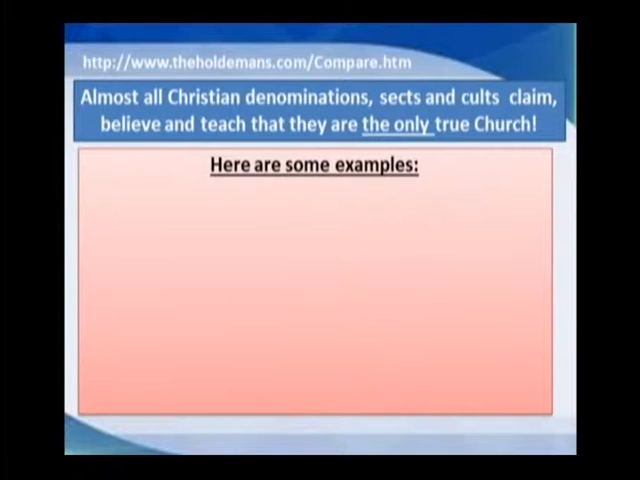 http://www.theholdemans.com/Compare.htm
Almost all Christian denominations, sects and cults claim,
believe and teach that they are the only true Church!
Here are some examples: